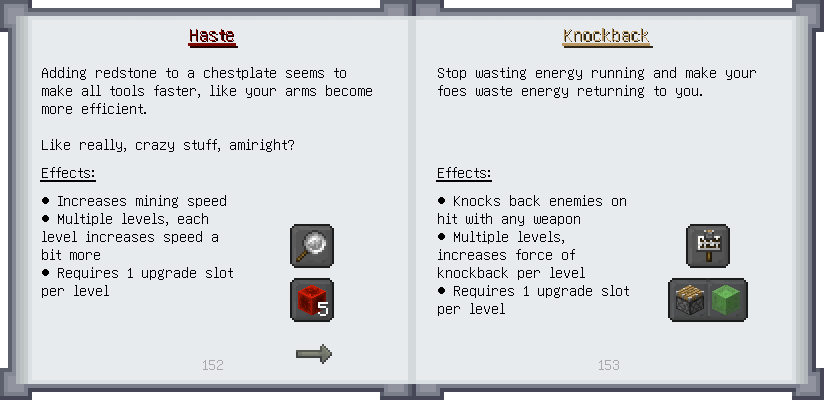 Haste
Adding redstone to a chestplate seems to
make all tools faster, like your arms become
more efficient.
Like really, crazy stuff, amiright?
Effects:
● Increases mining speed
● Multiple levels, each
level increases speed a
bit more
● Requires 1 upgrade slot
per level
5
152
Knockback
Stop wasting energy running and make your
foes waste energy returning to you.
Effects:
● Knocks back enemies on
hit with any weapon
● Multiple levels,
increases force of
knockback per level
● Requires 1 upgrade slot
per level
153